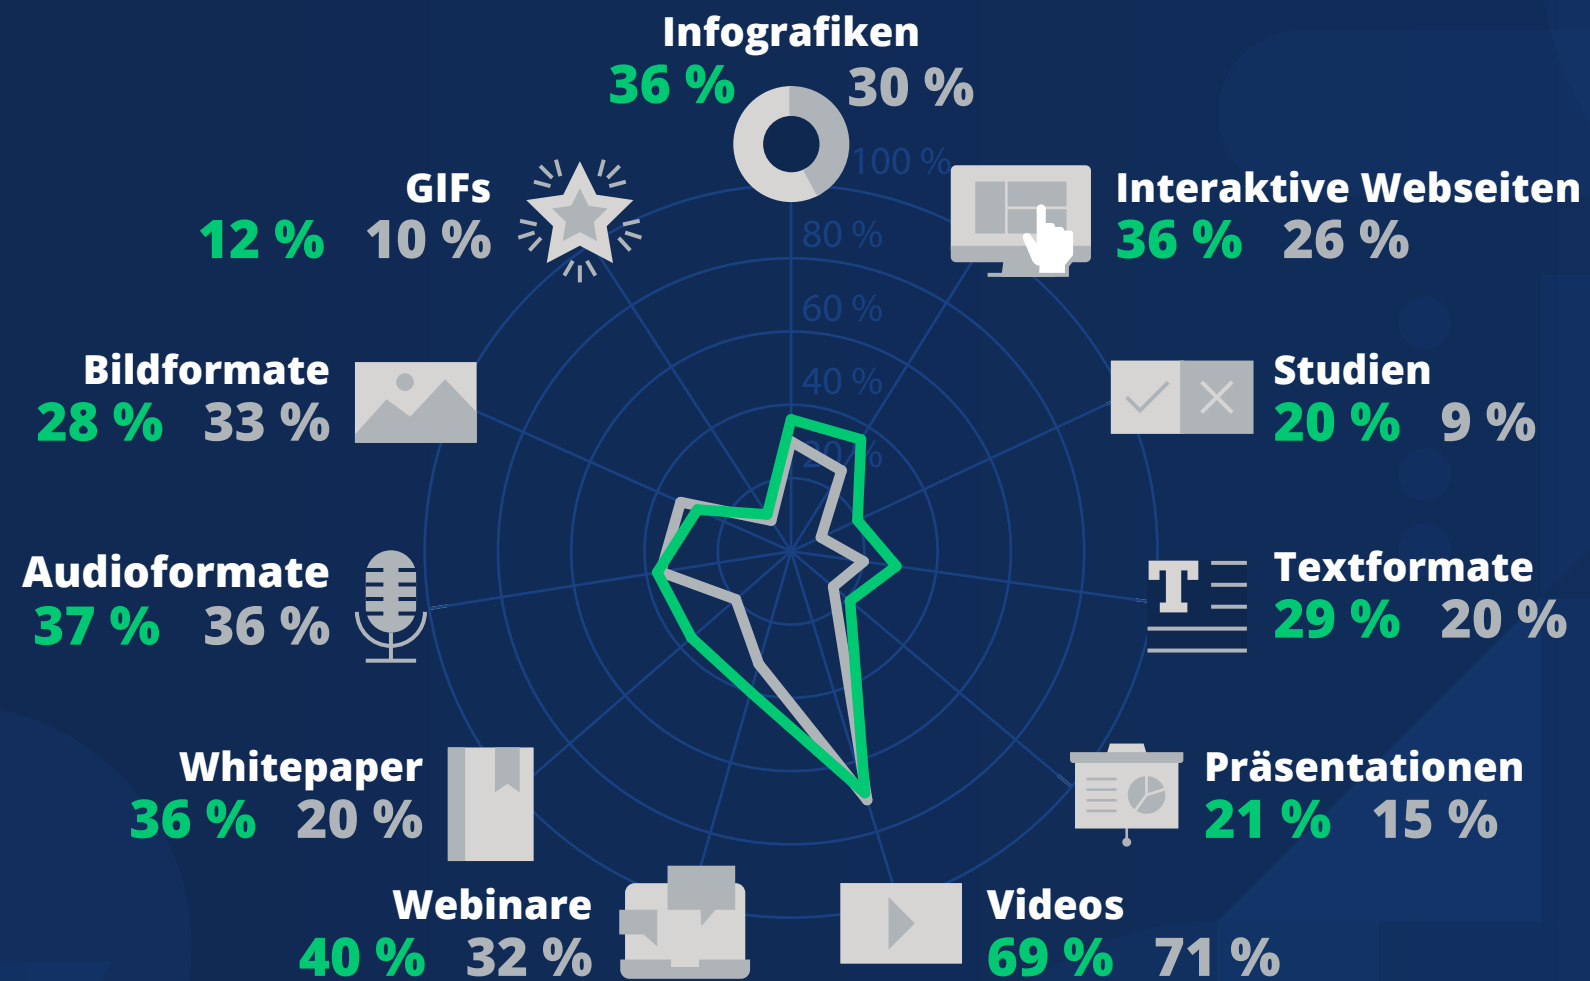 Infografiken
36 % 30 %
100 %
80 %
60 %
40 %
20 %
Interaktive Webseiten
36 % 26 %
Studien
20 % 9 %
Textformate
29 % 20 %
Präsentationen
21 % 15 %
Videos
69 % 71 %
Webinare
40 % 32 %
Whitepaper
36 % 20 %
Audioformate
37 % 36 %
Bildformate
28 % 33 %
GIFs
12 % 10 %
T